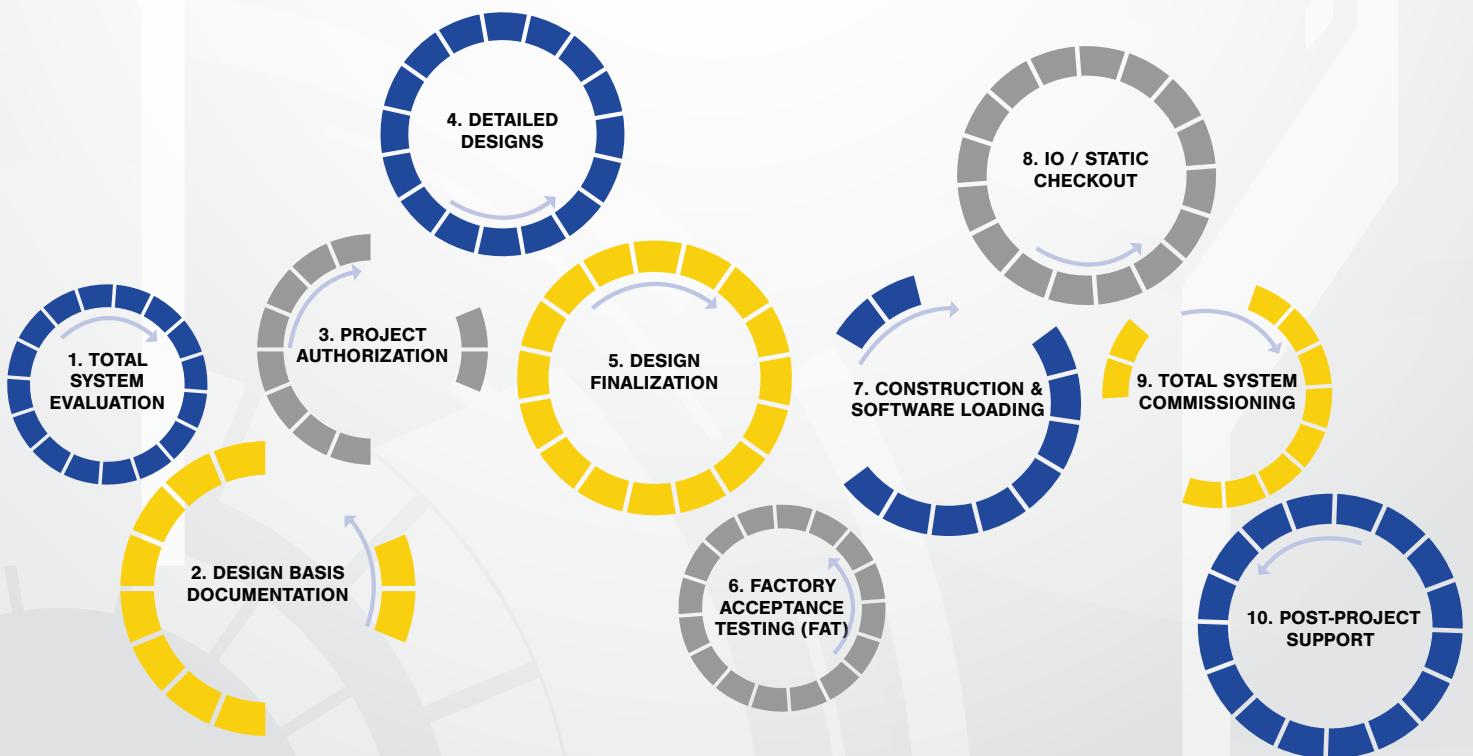 1. TOTAL
SYSTEM
EVALUATION
2. DESIGN BASIS
DOCUMENTATION
3. PROJECT
AUTHORIZATION
4. DETAILED
DESIGNS
5. DESIGN
FINALIZATION
6. FACTORY
ACCEPTANCE
TESTING (FAT)
7. CONSTRUCTION &
SOFTWARE LOADING
8. IO / STATIC
CHECKOUT
9. TOTAL SYSTEM
COMMISSIONING
10. POST-PROJECT
SUPPORT